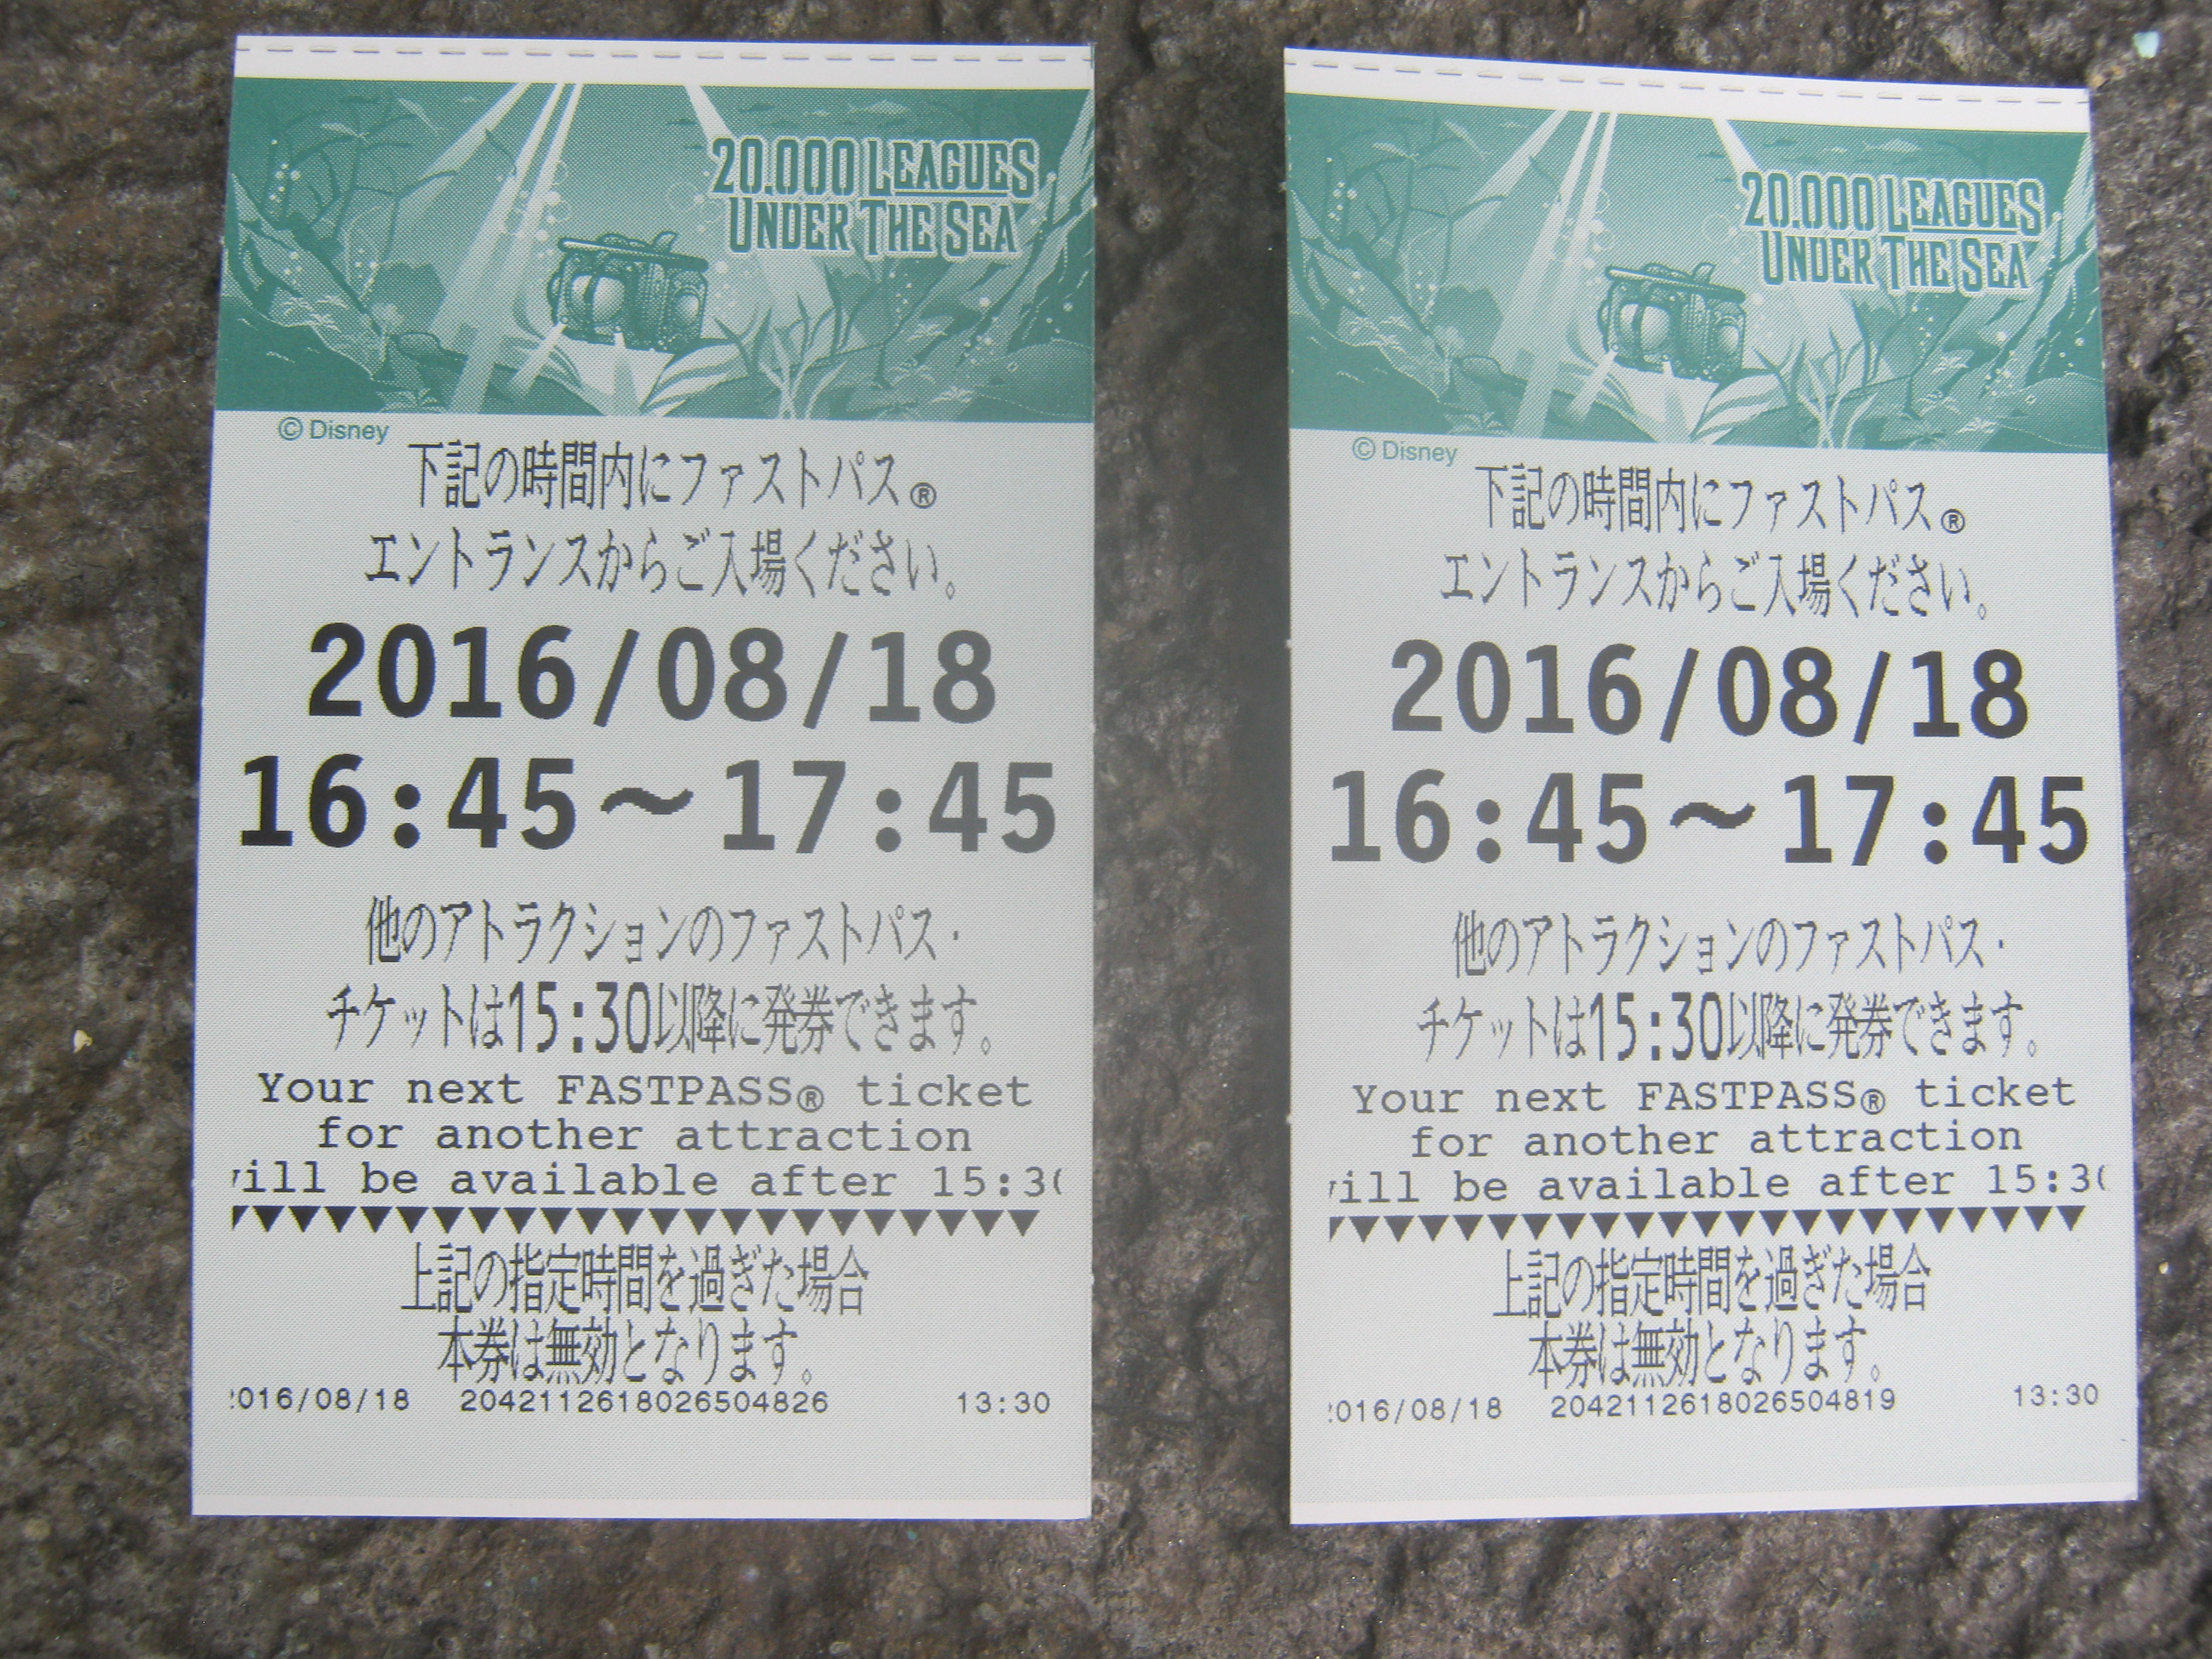 20,000 LEAGUES
UNDER THE SEA
© Disney
下記の時間内にファストパス®
エントランスからご入場ください。
2016/08/18
16:45～17:45
他のアトラクションのファストパス・
チケットは15:30以降に発券できます。
Your next FASTPASS® ticket
for another attraction
will be available after 15:30
▼▼▼▼▼▼▼▼▼▼▼▼▼▼▼▼▼▼▼▼▼▼▼
上記の指定時間を過ぎた場合
本券は無効となります。
2016/08/18 2042112618026504826 13:30
20,000 LEAGUES
UNDER THE SEA
© Disney
下記の時間内にファストパス®
エントランスからご入場ください。
2016/08/18
16:45～17:45
他のアトラクションのファストパス・
チケットは15:30以降に発券できます。
Your next FASTPASS® ticket
for another attraction
will be available after 15:30
▼▼▼▼▼▼▼▼▼▼▼▼▼▼▼▼▼▼▼▼▼▼
上記の指定時間を過ぎた場合
本券は無効となります。
2016/08/18 2042112618026504819 13:30